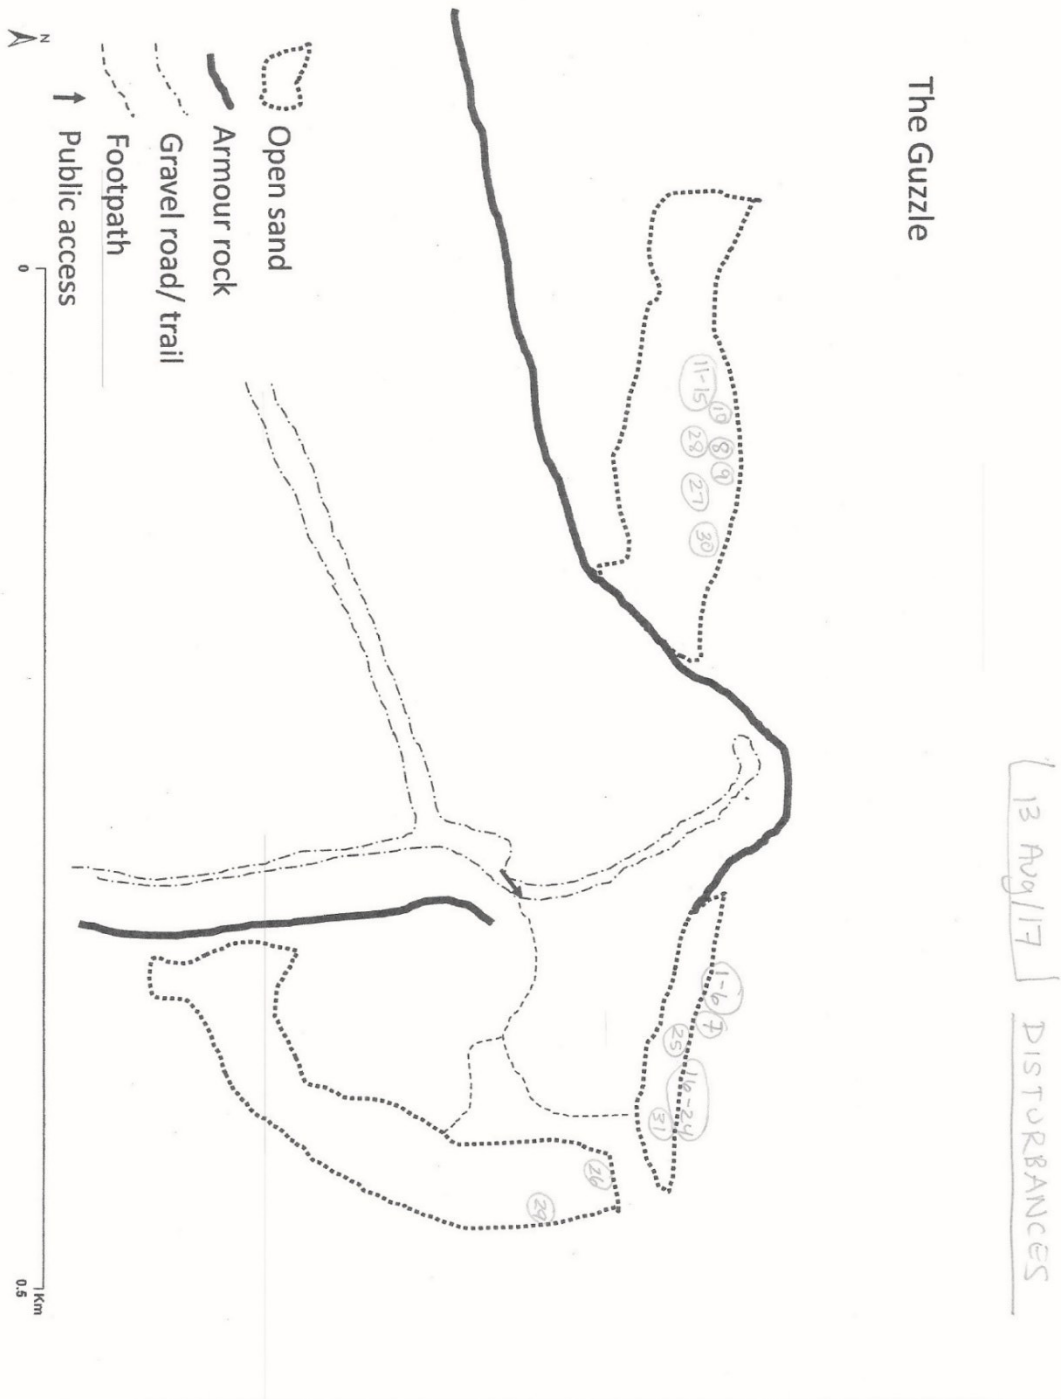 The Guzzle
13 Aug/17 DISTURBANCES
11-15
10
8
9
28
27
30
1-6
7
25
16-24
31
26
29
Open sand
Armour rock
Gravel road/ trail
Footpath
Public access
N
0
0.5
Km